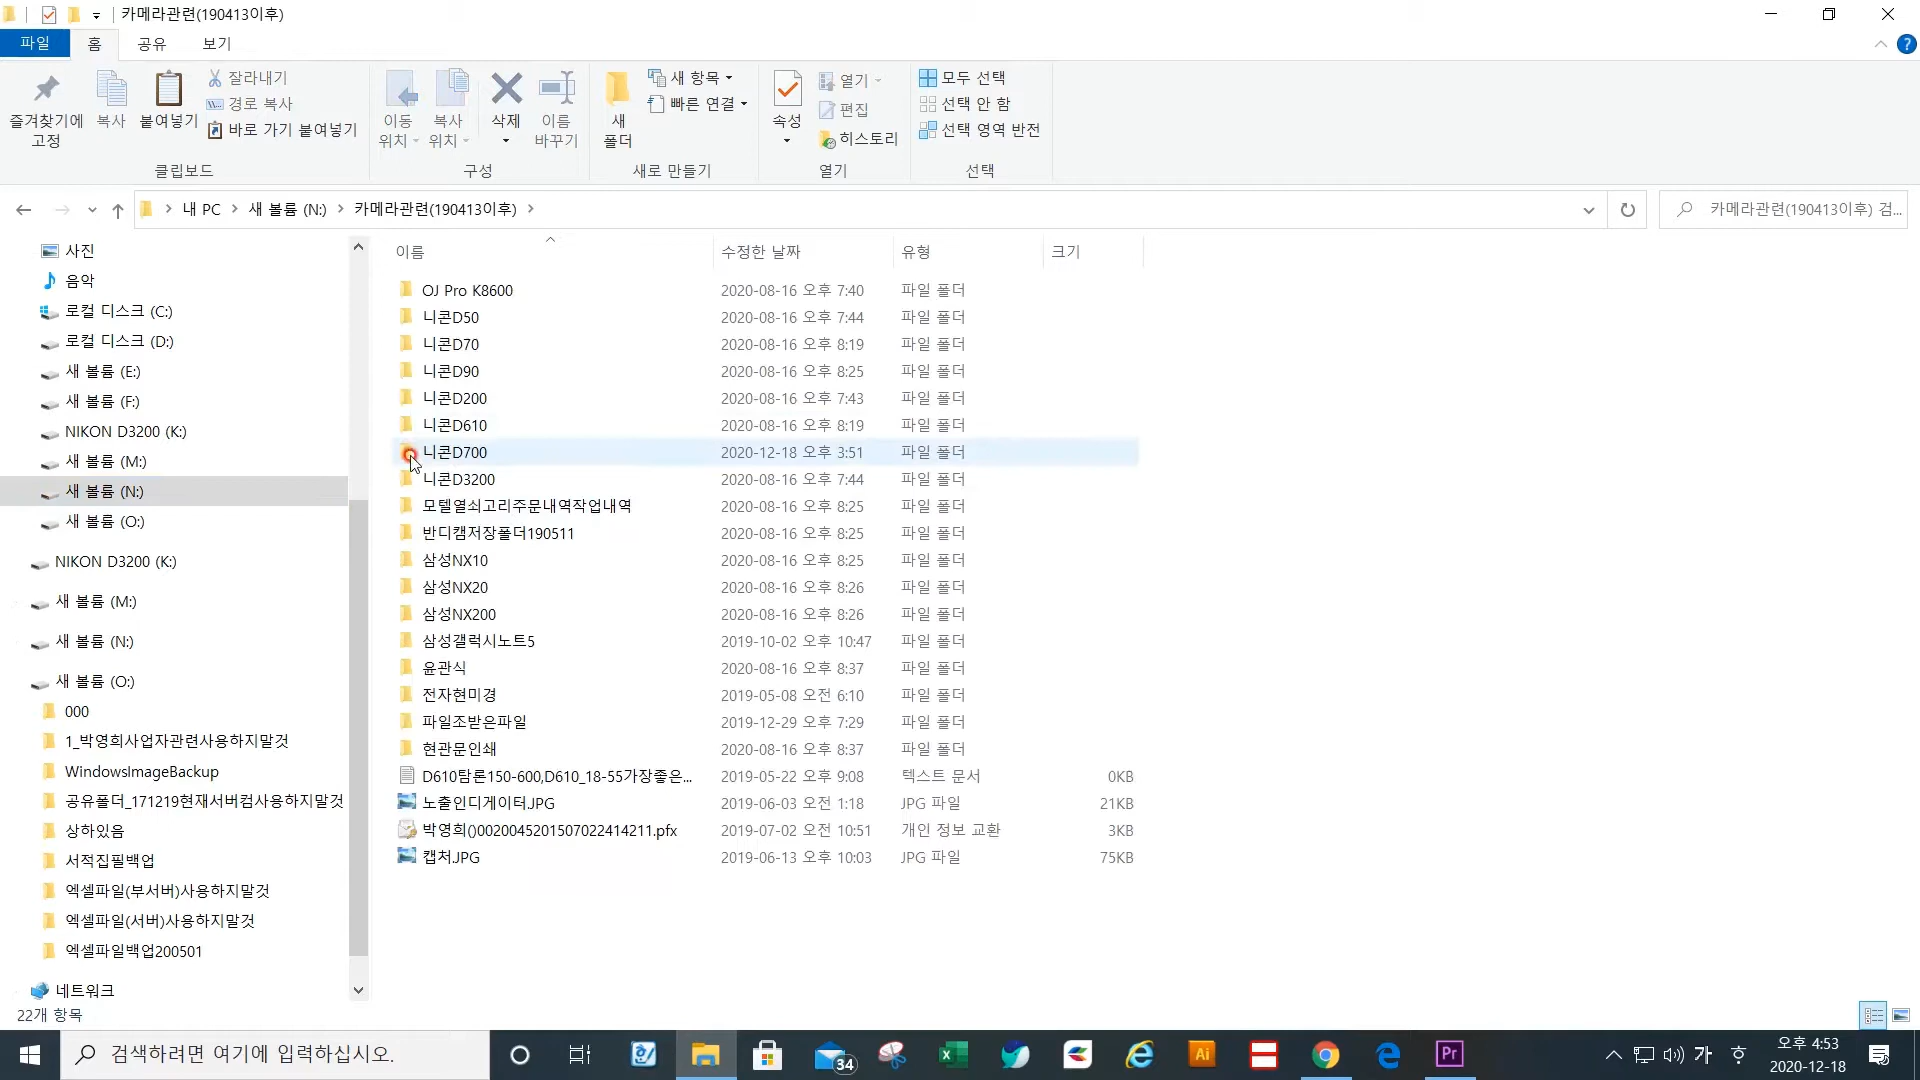 카메라관련(190413이후)
파일
홈
공유
보기
즐겨찾기에
고정
복사
붙여넣기
잘라내기
경로 복사
바로 가기 붙여넣기
클립보드
이동
위치
복사
위치
삭제
이름
바꾸기
구성
새
폴더
새 항목
빠른 연결
새로 만들기
속성
열기
편집
히스토리
열기
모두 선택
선택 안 함
선택 영역 반전
선택
내 PC > 새 볼륨 (N:) > 카메라관련(190413이후) >
카메라관련(190413이후) 검...
사진
음악
로컬 디스크 (C:)
로컬 디스크 (D:)
새 볼륨 (E:)
새 볼륨 (F:)
NIKON D3200 (K:)
새 볼륨 (M:)
새 볼륨 (N:)
새 볼륨 (O:)
NIKON D3200 (K:)
새 볼륨 (M:)
새 볼륨 (N:)
새 볼륨 (O:)
000
1_박영희사업자관련사용하지말것
WindowsImageBackup
공유폴더_171219현재서버컴사용하지말것
상하있음
서적집필백업
엑셀파일(부서버)사용하지말것
엑셀파일(서버)사용하지말것
엑셀파일백업200501
네트워크
이름 수정한 날짜 유형 크기
OJ Pro K8600 2020-08-16 오후 7:40 파일 폴더
니콘D50 2020-08-16 오후 7:44 파일 폴더
니콘D70 2020-08-16 오후 8:19 파일 폴더
니콘D90 2020-08-16 오후 8:25 파일 폴더
니콘D200 2020-08-16 오후 7:43 파일 폴더
니콘D610 2020-08-16 오후 8:19 파일 폴더
니콘D700 2020-12-18 오후 3:51 파일 폴더
니콘D3200 2020-08-16 오후 7:44 파일 폴더
모텔열쇠고리주문내역작업내역 2020-08-16 오후 8:25 파일 폴더
반디캠저장폴더190511 2020-08-16 오후 8:25 파일 폴더
삼성NX10 2020-08-16 오후 8:25 파일 폴더
삼성NX20 2020-08-16 오후 8:26 파일 폴더
삼성NX200 2020-08-16 오후 8:26 파일 폴더
삼성갤럭시노트5 2019-10-02 오후 10:47 파일 폴더
윤관식 2020-08-16 오후 8:37 파일 폴더
전자현미경 2019-05-08 오전 6:10 파일 폴더
파일조받은파일 2019-12-29 오후 7:29 파일 폴더
현관문인쇄 2020-08-16 오후 8:37 파일 폴더
D610탐론150-600,D610_18-55가장좋은... 2019-05-22 오후 9:08 텍스트 문서 0KB
노출인디게이터.JPG 2019-06-03 오전 1:18 JPG 파일 21KB
박영희()0020045201507022414211.pfx 2019-07-02 오전 10:51 개인 정보 교환 3KB
캡처.JPG 2019-06-13 오후 10:03 JPG 파일 75KB
22개 항목
검색하려면 여기에 입력하십시오.
34
Ai
Pr
가
오후 4:53
2020-12-18